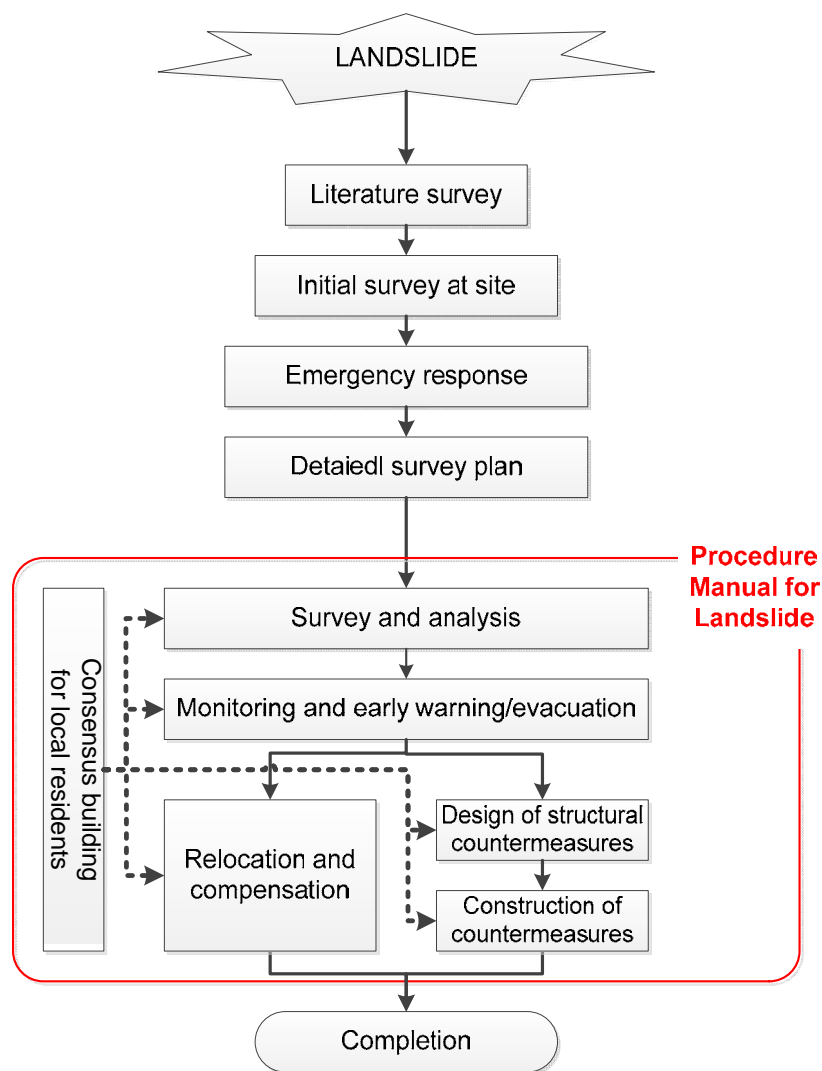 LANDSLIDE
Literature survey
Initial survey at site
Emergency response
Detaiedl survey plan
Procedure
Manual for
Landslide
Survey and analysis
Monitoring and early warning/evacuation
Consensus building
for local residents
Relocation and
compensation
Design of structural
countermeasures
Construction of
countermeasures
Completion